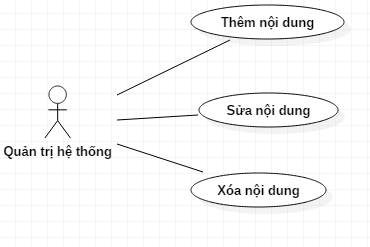 Thêm nội dung
Sửa nội dung
Quản trị hệ thống
Xóa nội dung